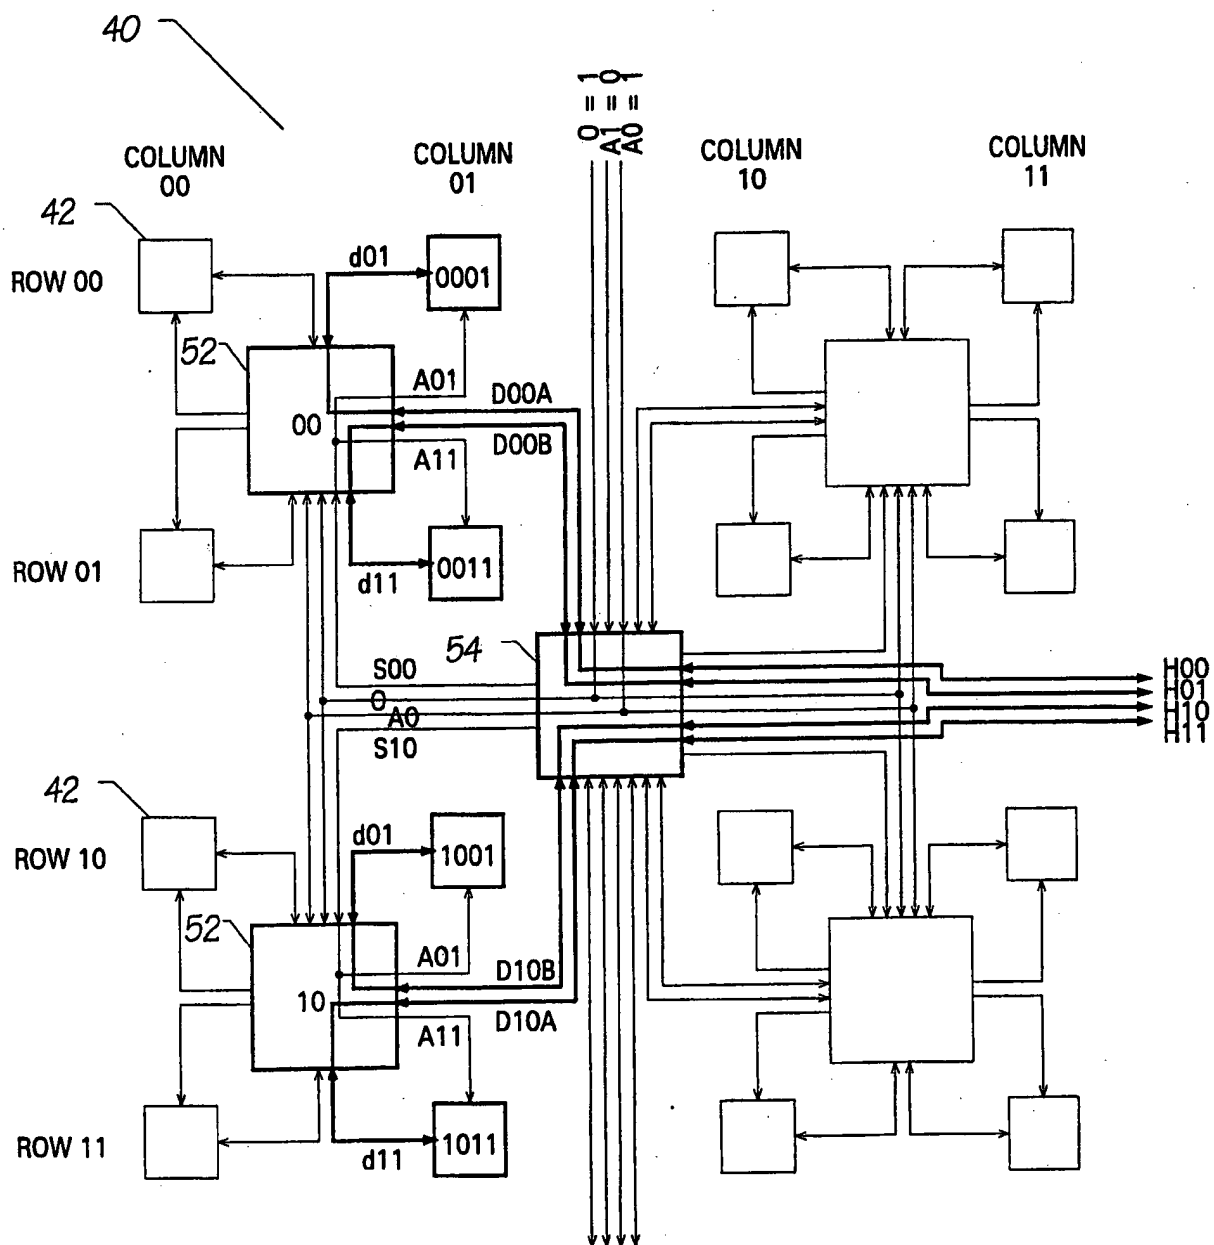 40
0 = 1
A1 = 0
A0 = 1
COLUMN
00
COLUMN
01
COLUMN
10
COLUMN
11
42
ROW 00
d01
0001
52
A01
D00A
00
D00B
A11
ROW 01
d11
0011
54
S00
0
A0
S10
H00
H01
H10
H11
42
ROW 10
d01
1001
52
A01
D10B
10
D10A
A11
ROW 11
d11
1011